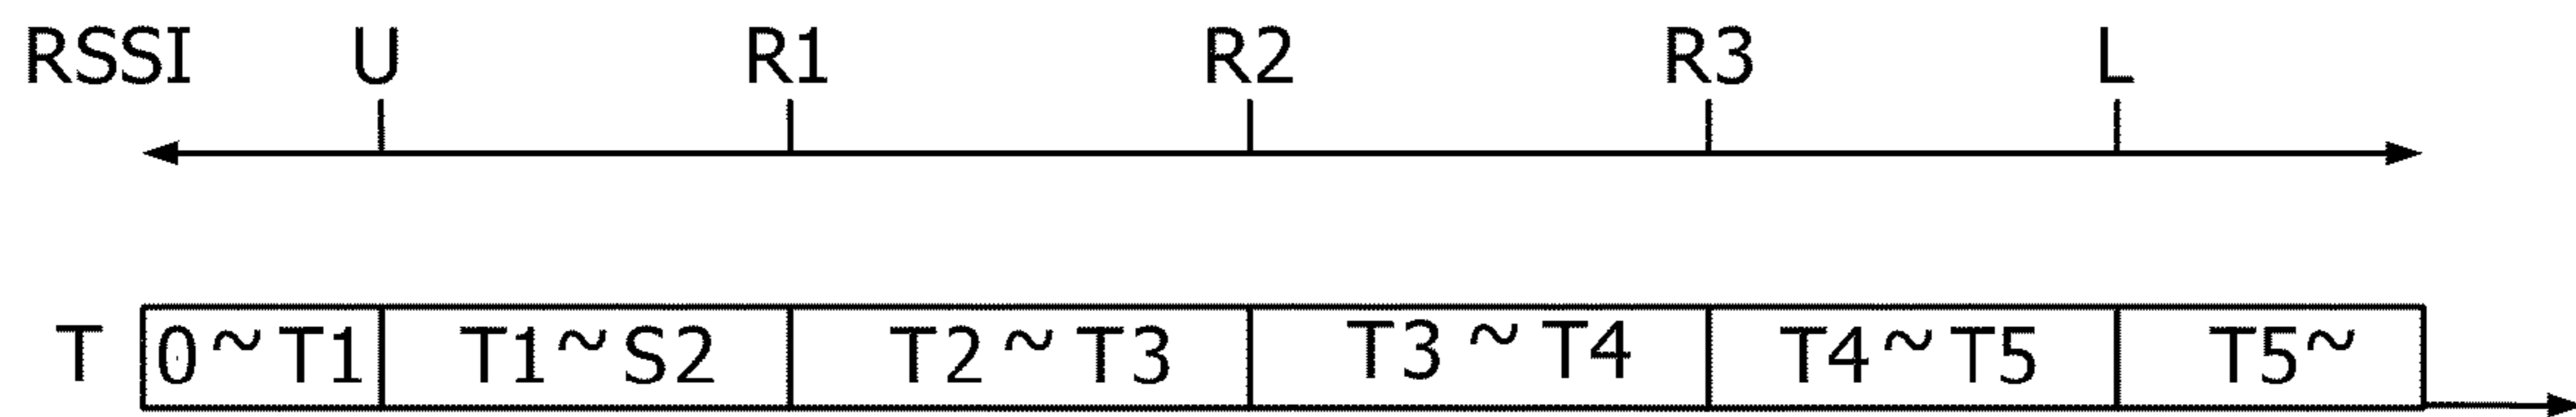 RSSI U R1 R2 R3 L
T 0~T1 T1~S2 T2~T3 T3~T4 T4~T5 T5~